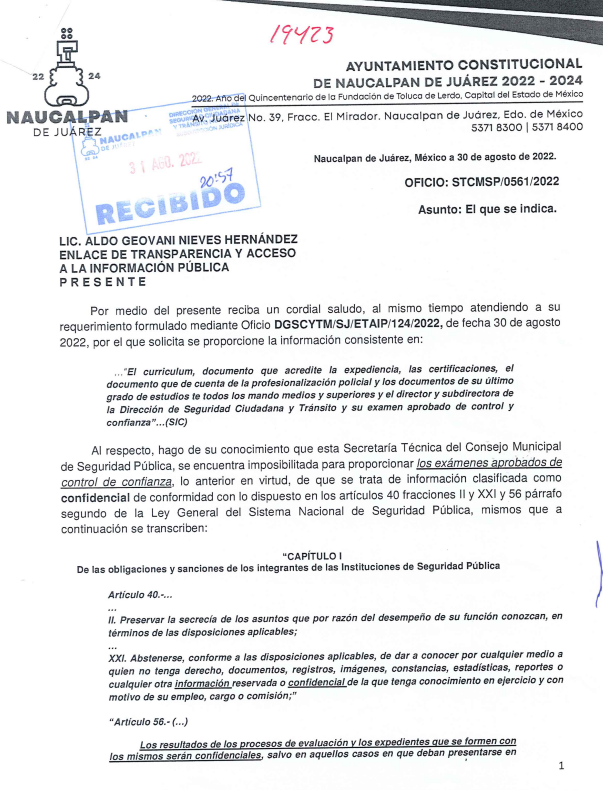 19423
AYUNTAMIENTO CONSTITUCIONAL
DE NAUCALPAN DE JUÁREZ 2022 - 2024
22 24
2022. Año del Quincentenario de la Fundación de Toluca de Lerdo, Capital del Estado de México
NAUCALPAN
DE JUÁREZ
Av. Juárez No. 39, Fracc. El Mirador. Naucalpan de Juárez, Edo. de México
5371 8300 | 5371 8400
NAUCALPAN
DE JUÁREZ
DIRECCIÓN GENERAL
SEGURIDAD CIUDADANA
Y TRÁNSITO
31 AGO. 2022
20:57
RECIBIDO
Naucalpan de Juárez, México a 30 de agosto de 2022.
OFICIO: STCMSP/0561/2022
Asunto: El que se indica.
LIC. ALDO GEOVANI NIEVES HERNÁNDEZ
ENLACE DE TRANSPARENCIA Y ACCESO
A LA INFORMACIÓN PÚBLICA
P R E S E N T E
Por medio del presente reciba un cordial saludo, al mismo tiempo atendiendo a su
requerimiento formulado mediante Oficio DGSCYTM/SJ/ETAIP/124/2022, de fecha 30 de agosto
2022, por el que solicita se proporcione la información consistente en:
…"El curriculum, documento que acredite la expediencia, las certificaciones, el
documento que de cuenta de la profesionalización policial y los documentos de su último
grado de estudios te todos los mando medios y superiores y el director y subdirectora de
la Dirección de Seguridad Ciudadana y Tránsito y su examen aprobado de control y
confianza"…(SIC)
Al respecto, hago de su conocimiento que esta Secretaría Técnica del Consejo Municipal
de Seguridad Pública, se encuentra imposibilitada para proporcionar los exámenes aprobados de
control de confianza, lo anterior en virtud, de que se trata de información clasificada como
confidencial de conformidad con lo dispuesto en los artículos 40 fracciones II y XXI y 56 párrafo
segundo de la Ley General del Sistema Nacional de Seguridad Pública, mismos que a
continuación se transcriben:
"CAPÍTULO I
De las obligaciones y sanciones de los integrantes de las Instituciones de Seguridad Pública
Artículo 40.-...
...
II. Preservar la secrecía de los asuntos que por razón del desempeño de su función conozcan, en
términos de las disposiciones aplicables;
...
XXI. Abstenerse, conforme a las disposiciones aplicables, de dar a conocer por cualquier medio a
quien no tenga derecho, documentos, registros, imágenes, constancias, estadísticas, reportes o
cualquier otra información reservada o confidencial de la que tenga conocimiento en ejercicio y con
motivo de su empleo, cargo o comisión;"
"Artículo 56.- (…)
Los resultados de los procesos de evaluación y los expedientes que se formen con
los mismos serán confidenciales, salvo en aquellos casos en que deban presentarse en
1